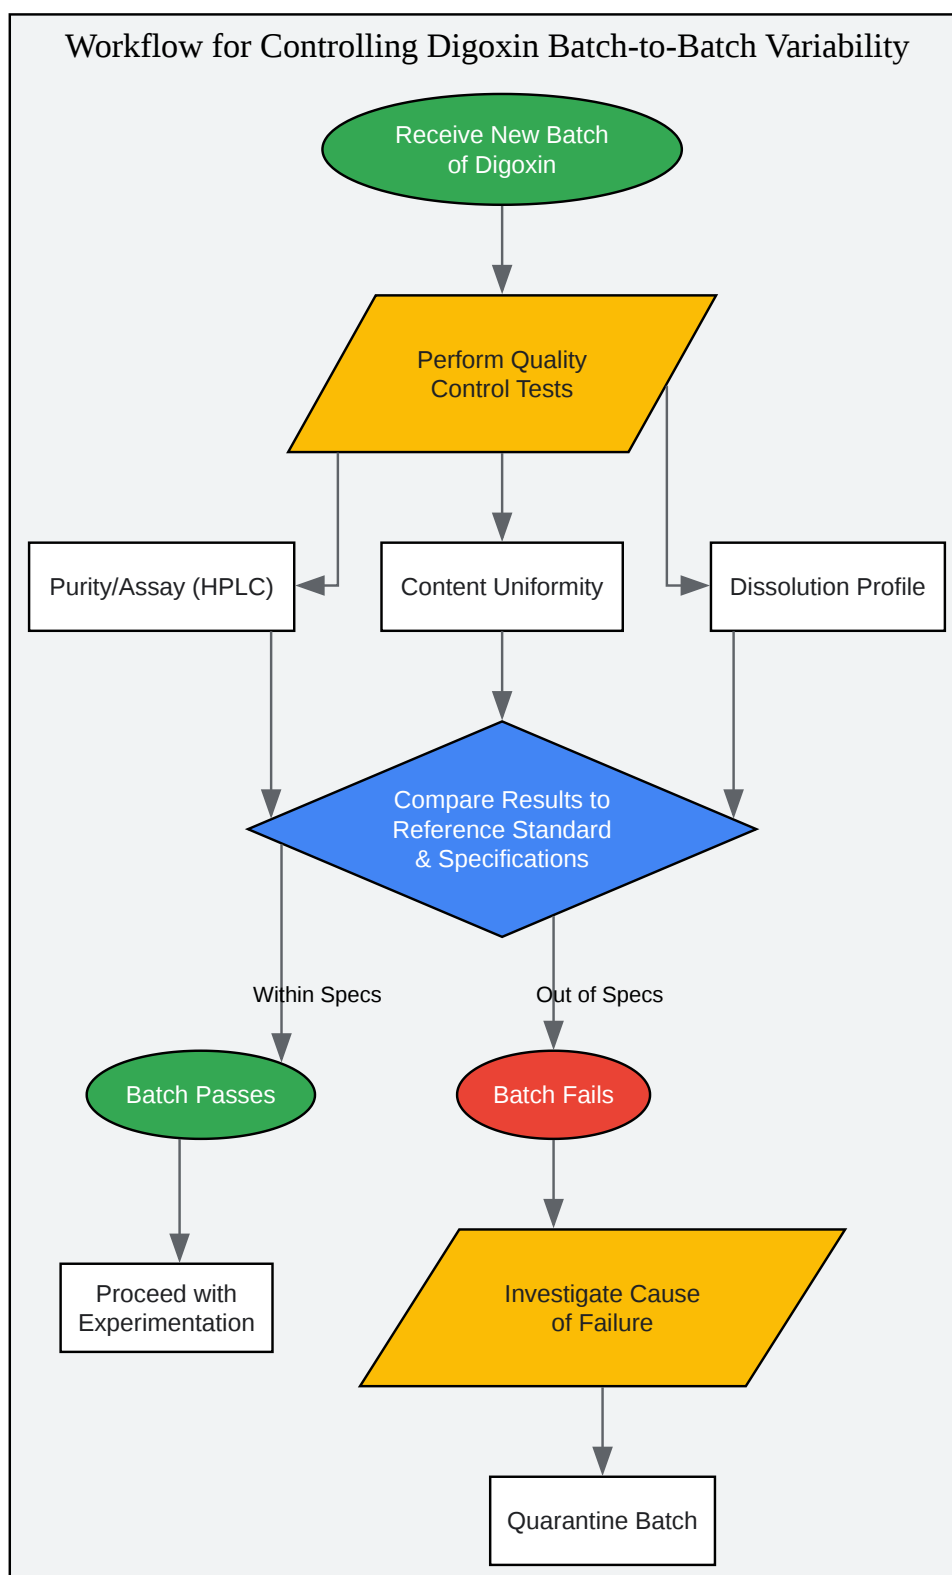 Workflow for Controlling Digoxin Batch-to-Batch Variability
Receive New Batch
of Digoxin
Perform Quality
Control Tests
Purity/Assay (HPLC)
Content Uniformity
Dissolution Profile
Compare Results to
Reference Standard
& Specifications
Within Specs
Out of Specs
Batch Passes
Batch Fails
Proceed with
Experimentation
Investigate Cause
of Failure
Quarantine Batch